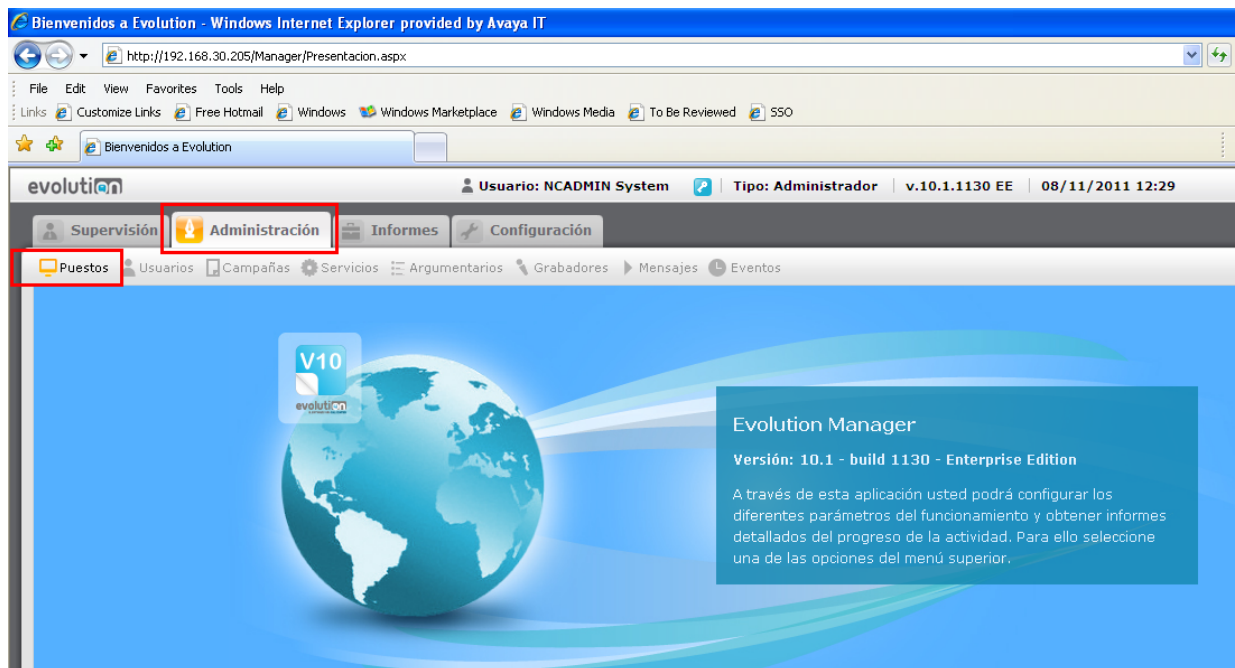 Bienvenidos a Evolution - Windows Internet Explorer provided by Avaya IT
http://192.168.30.205/Manager/Presentacion.aspx
File Edit View Favorites Tools Help
Links Customize Links Free Hotmail Windows Windows Marketplace Windows Media To Be Reviewed SSO
Bienvenidos a Evolution
evolution Usuario: NCADMIN System Tipo: Administrador v.10.1.1130 EE 08/11/2011 12:29
Supervisión Administración Informes Configuración
Puestos Usuarios Campañas Servicios Argumentarios Grabadores Mensajes Eventos
V10
evolution
Evolution Manager
Versión: 10.1 - build 1130 - Enterprise Edition
A través de esta aplicación usted podrá configurar los
diferentes parámetros del funcionamiento y obtener informes
detallados del progreso de la actividad. Para ello seleccione
una de las opciones del menú superior.